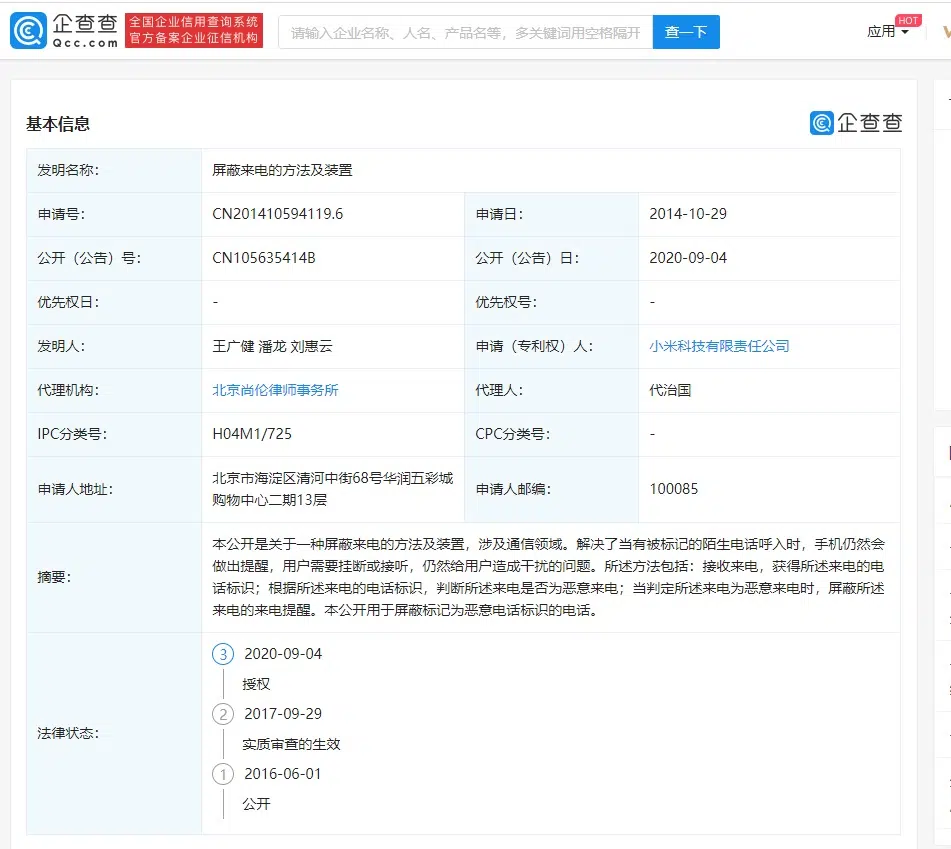 企查查
Qcc.com
全国企业信用查询系统
官方备案企业征信机构
请输入企业名称、人名、产品名等，多关键词用空格隔开
查一下
应用
HOT
基本信息
企查查
发明名称： 屏蔽来电的方法及装置
申请号： CN201410594119.6 申请日： 2014-10-29
公开（公告）号： CN105635414B 公开（公告）日： 2020-09-04
优先权日： - 优先权号： -
发明人： 王广健 潘龙 刘惠云 申请（专利权）人： 小米科技有限责任公司
代理机构： 北京尚伦律师事务所 代理人： 代治国
IPC分类号： H04M1/725 CPC分类号： -
申请人地址： 北京市海淀区清河中街68号华润五彩城
购物中心二期13层
申请人邮编： 100085
摘要：
本公开是关于一种屏蔽来电的方法及装置，涉及通信领域。解决了当有被标记的陌生电话呼入时，手机仍然会
做出提醒，用户需要挂断或接听，仍然给用户造成干扰的问题。所述方法包括：接收来电，获得所述来电的电
话标识；根据所述来电的电话标识，判断所述来电是否为恶意来电；当判定所述来电为恶意来电时，屏蔽所述
来电的来电提醒。本公开用于屏蔽标记为恶意电话标识的电话。
法律状态：
3 2020-09-04
授权
2 2017-09-29
实质审查的生效
1 2016-06-01
公开